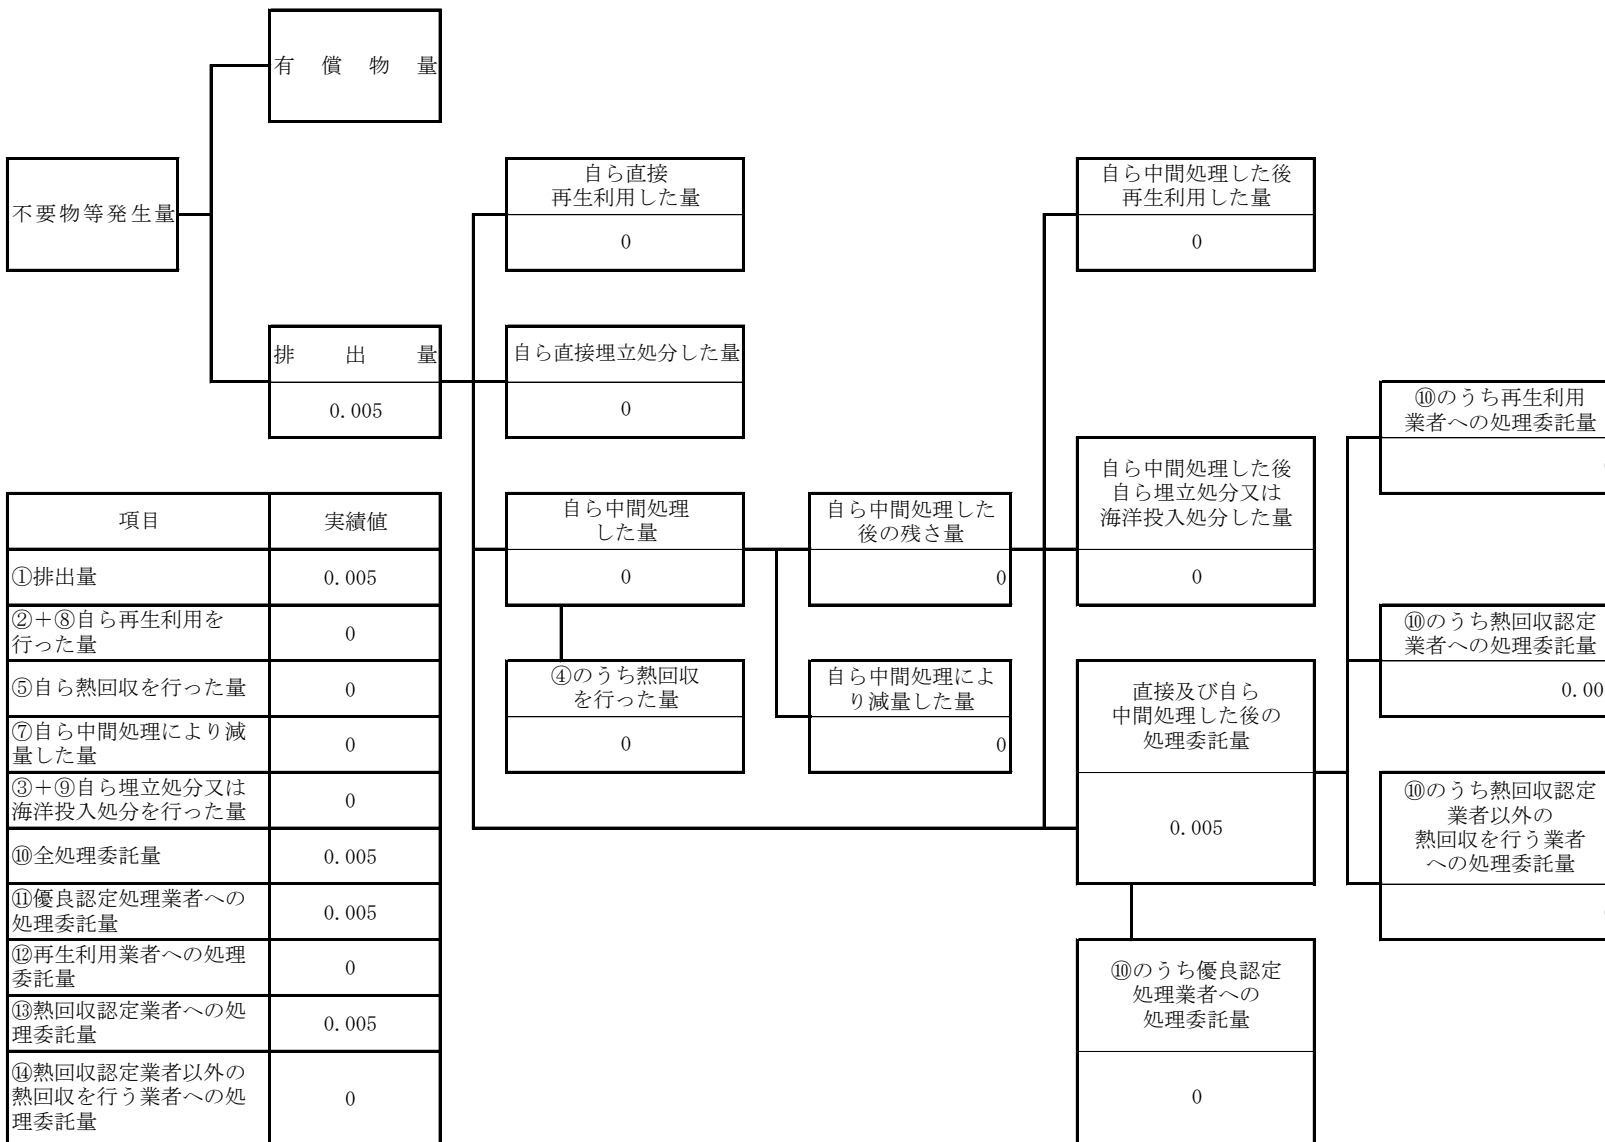 有償物量
不要物等発生量
排出量
0.005
自ら直接
再生利用した量
0
自ら直接埋立処分した量
0
自ら中間処理
した量
0
④のうち熱回収
を行った量
0
自ら中間処理した
後の残さ量
0
自ら中間処理によ
り減量した量
0
自ら中間処理した後
再生利用した量
0
自ら中間処理した後
自ら埋立処分又は
海洋投入処分した量
0
直接及び自ら
中間処理した後の
処理委託量
0.005
⑩のうち優良認定
処理業者への
処理委託量
0
⑩のうち再生利用
業者への処理委託量
⑩のうち熱回収認定
業者への処理委託量
0.00
⑩のうち熱回収認定
業者以外の
熱回収を行う業者
への処理委託量
項目
実績値
①排出量
0.005
②+⑧自ら再生利用を
行った量
0
⑤自ら熱回収を行った量
0
⑦自ら中間処理により減
量した量
0
③+⑨自ら埋立処分又は
海洋投入処分を行った量
0
⑩全処理委託量
0.005
⑪優良認定処理業者への
処理委託量
0.005
⑫再生利用業者への処理
委託量
0
⑬熱回収認定業者への処
理委託量
0.005
⑭熱回収認定業者以外の
熱回収を行う業者への処
理委託量
0